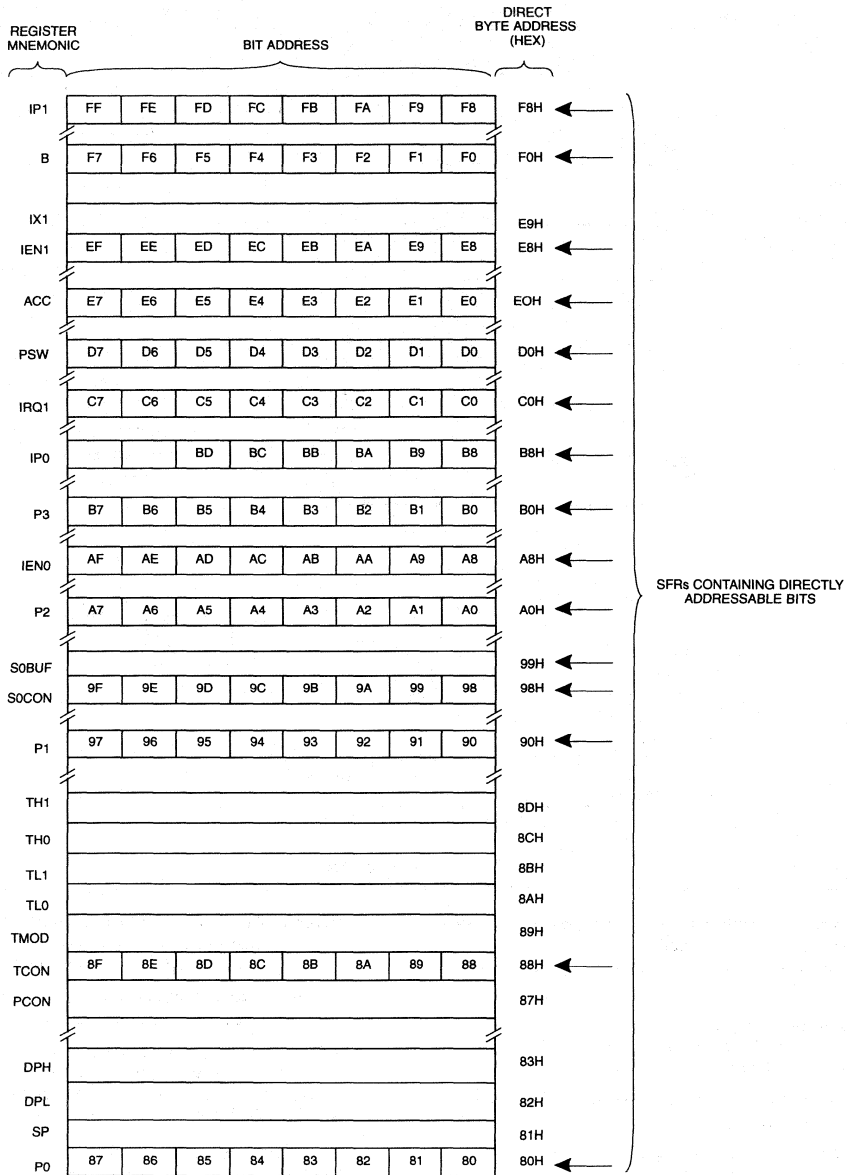 REGISTER MNEMONIC BIT ADDRESS DIRECT BYTE ADDRESS (HEX)
IP1 FF FE FD FC FB FA F9 F8 F8H
B F7 F6 F5 F4 F3 F2 F1 F0 F0H
IX1 E9H
IEN1 EF EE ED EC EB EA E9 E8 E8H
ACC E7 E6 E5 E4 E3 E2 E1 E0 EOH
PSW D7 D6 D5 D4 D3 D2 D1 D0 D0H
IRQ1 C7 C6 C5 C4 C3 C2 C1 C0 C0H
IP0 BD BC BB BA B9 B8 B8H
P3 B7 B6 B5 B4 B3 B2 B1 B0 B0H
IEN0 AF AE AD AC AB AA A9 A8 A8H
P2 A7 A6 A5 A4 A3 A2 A1 A0 A0H
SFRs CONTAINING DIRECTLY ADDRESSABLE BITS
S0BUF 99H
S0CON 9F 9E 9D 9C 9B 9A 99 98 98H
P1 97 96 95 94 93 92 91 90 90H
TH1 8DH
TH0 8CH
TL1 8BH
TL0 8AH
TMOD 89H
TCON 8F 8E 8D 8C 8B 8A 89 88 88H
PCON 87H
DPH 83H
DPL 82H
SP 81H
P0 87 86 85 84 83 82 81 80 80H